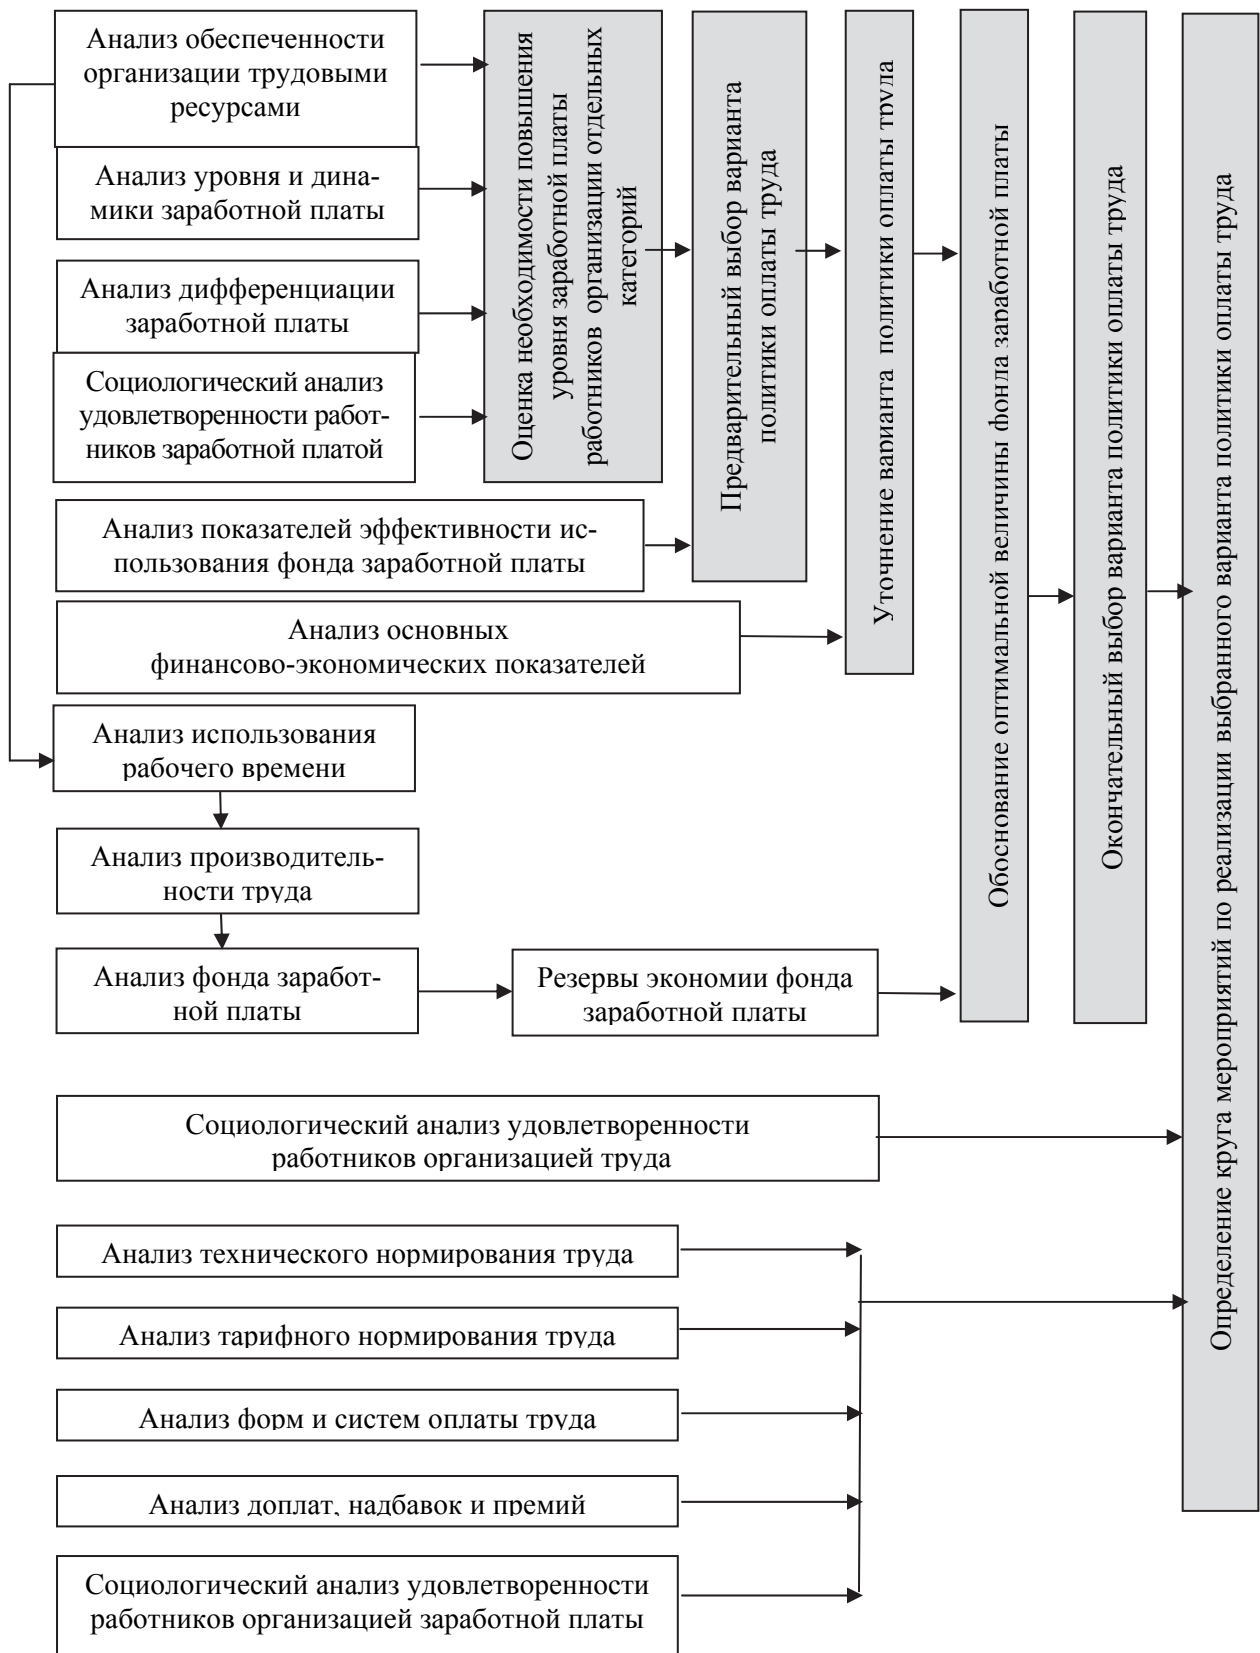 Анализ обеспеченности
организации трудовыми
ресурсами
Анализ уровня и дина-
мики заработной платы
Анализ дифференциации
заработной платы
Социологический анализ
удовлетворенности работ-
ников заработной платой
Анализ показателей эффективности ис-
пользования фонда заработной платы
Анализ основных
финансово-экономических показателей
Анализ использования
рабочего времени
Анализ производитель-
ности труда
Анализ фонда заработ-
ной платы
Резервы экономии фонда
заработной платы
Социологический анализ удовлетворенности
работников организацией труда
Анализ технического нормирования труда
Анализ тарифного нормирования труда
Анализ форм и систем оплаты труда
Анализ доплат, надбавок и премий
Социологический анализ удовлетворенности
работников организацией заработной платы
Оценка необходимости повышения
уровня заработной платы
работников  организации отдельных
категорий
Предварительный выбор варианта
политики оплаты труда
Уточнение варианта  политики оплаты труда
Обоснование оптимальной величины фонда заработной платы
Окончательный выбор варианта политики оплаты труда
Определение круга мероприятий по реализации выбранного варианта политики оплаты труда